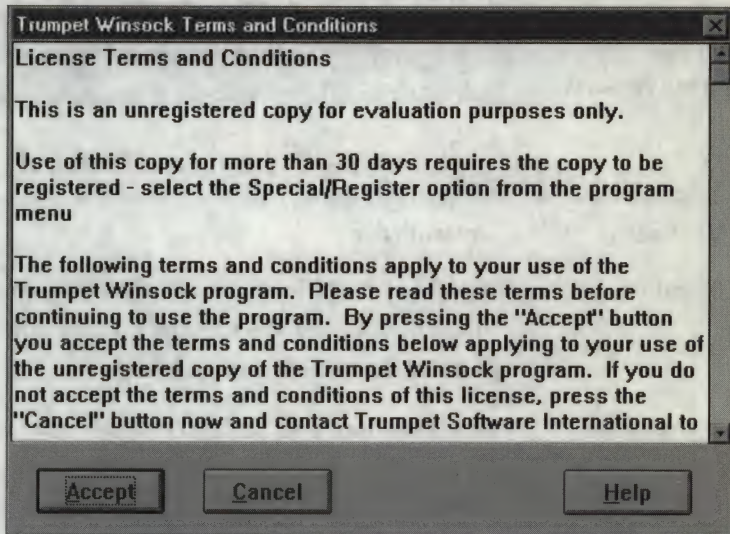 Trumpet Winsock Terms and Conditions
License Terms and Conditions
This is an unregistered copy for evaluation purposes only.
Use of this copy for more than 30 days requires the copy to be
registered - select the Special/Register option from the program
menu
The following terms and conditions apply to your use of the
Trumpet Winsock program. Please read these terms before
continuing to use the program. By pressing the "Accept" button
you accept the terms and conditions below applying to your use of
the unregistered copy of the Trumpet Winsock program. If you do
not accept the terms and conditions of this license, press the
"Cancel" button now and contact Trumpet Software International to
Accept Cancel Help